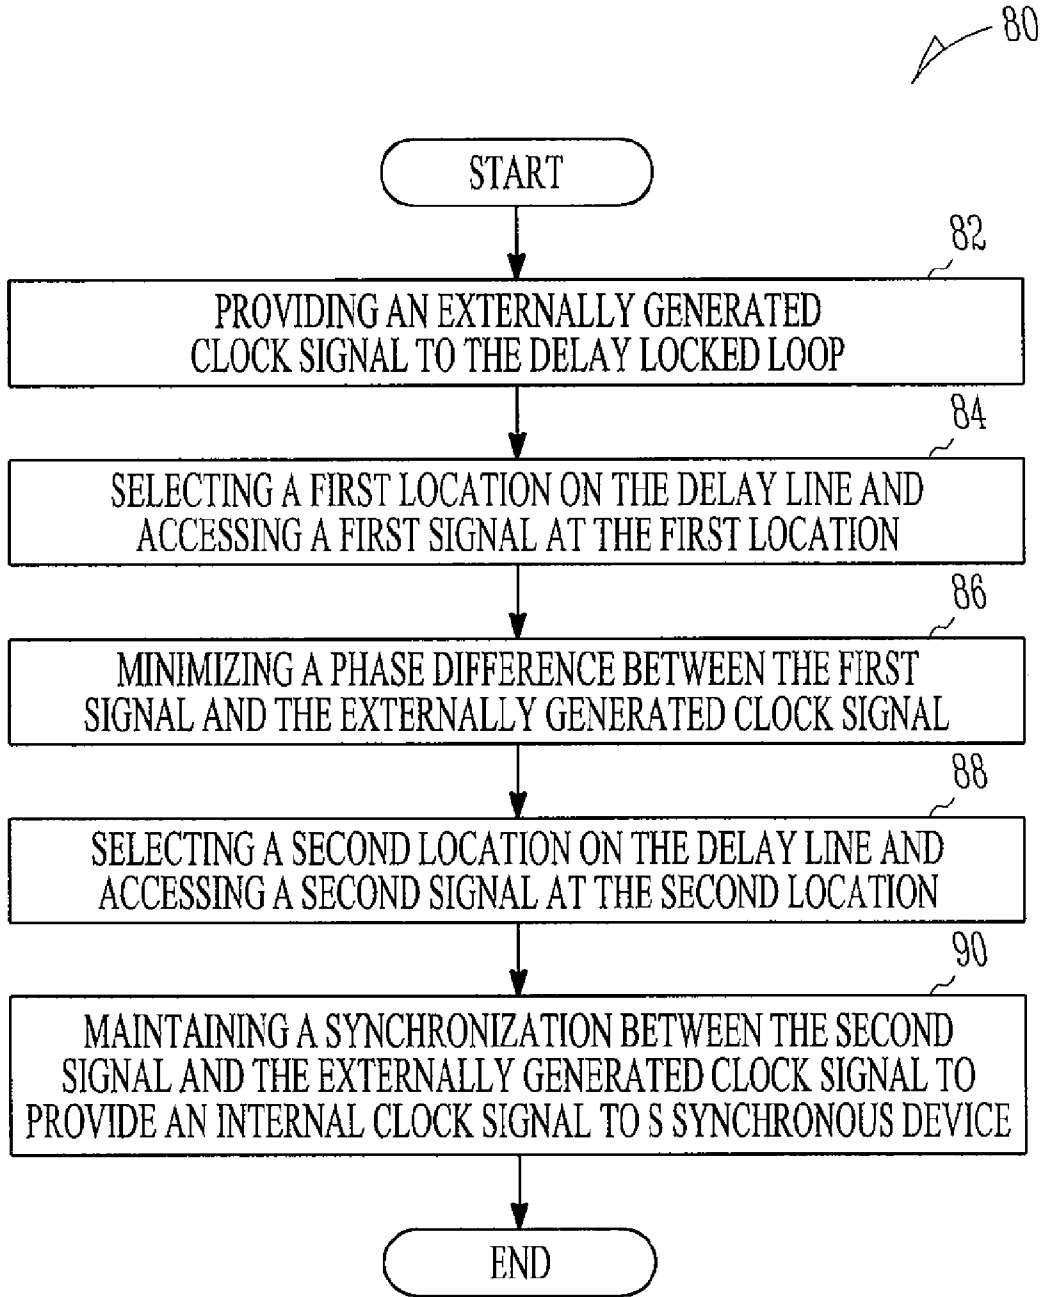 80
START
82
PROVIDING AN EXTERNALLY GENERATED
CLOCK SIGNAL TO THE DELAY LOCKED LOOP
84
SELECTING A FIRST LOCATION ON THE DELAY LINE AND
ACCESSING A FIRST SIGNAL AT THE FIRST LOCATION
86
MINIMIZING A PHASE DIFFERENCE BETWEEN THE FIRST
SIGNAL AND THE EXTERNALLY GENERATED CLOCK SIGNAL
88
SELECTING A SECOND LOCATION ON THE DELAY LINE AND
ACCESSING A SECOND SIGNAL AT THE SECOND LOCATION
90
MAINTAINING A SYNCHRONIZATION BETWEEN THE SECOND
SIGNAL AND THE EXTERNALLY GENERATED CLOCK SIGNAL TO
PROVIDE AN INTERNAL CLOCK SIGNAL TO S SYNCHRONOUS DEVICE
END